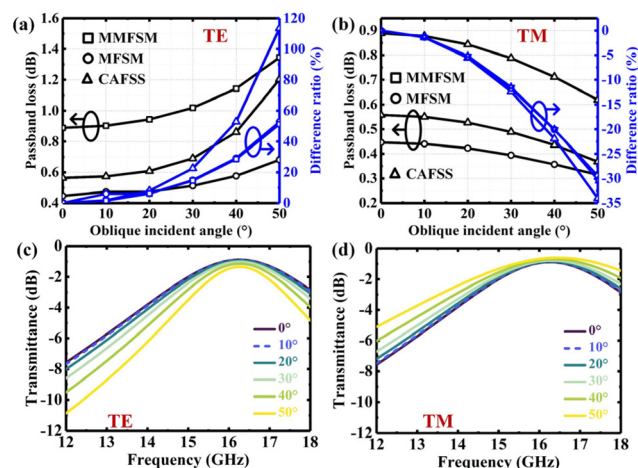 (a)
TE
MMFSM
MFSM
CAFSS
Passband loss (dB)
1.6
1.4
1.2
1.0
0.8
0.6
0.4
120
100
80
60
40
20
0
Difference ratio (%)
0 10 20 30 40 50
Oblique incident angle (°)
(b)
TM
MMFSM
MFSM
CAFSS
Passband loss (dB)
0.9
0.8
0.7
0.6
0.5
0.4
0.3
0.2
0
-5
-10
-15
-20
-25
-30
-35
Difference ratio (%)
0 10 20 30 40 50
Oblique incident angle (°)
(c)
Transmittance (dB)
0
-2
-4
-6
-8
-10
-12
0°
10°
20°
30°
40°
50°
TE
12 13 14 15 16 17 18
Frequency (GHz)
(d)
Transmittance (dB)
0
-2
-4
-6
-8
-10
-12
0°
10°
20°
30°
40°
50°
TM
12 13 14 15 16 17 18
Frequency (GHz)